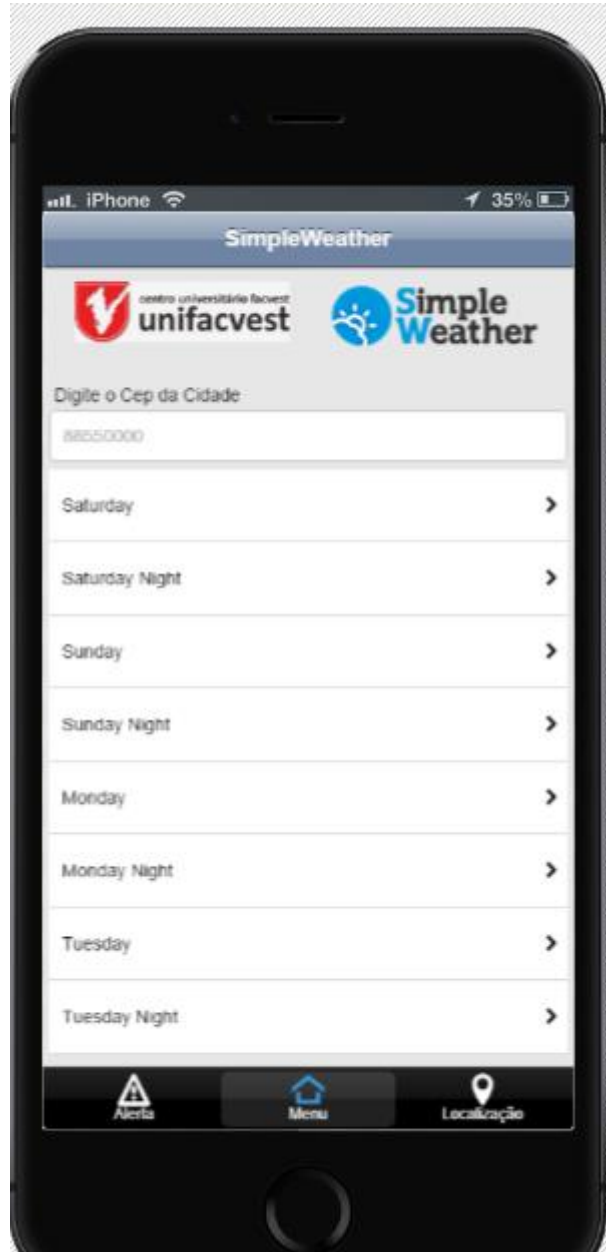 iPhone 35%
SimpleWeather
centro universitário facvest
unifacvest
Simple
Weather
Digite o Cep da Cidade
88550000
Saturday
Saturday Night
Sunday
Sunday Night
Monday
Monday Night
Tuesday
Tuesday Night
Alerta Menu Localização